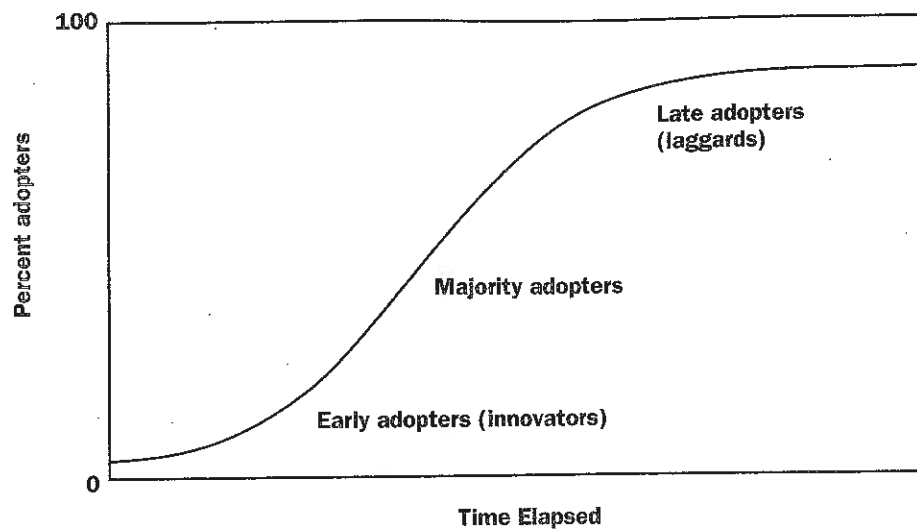 100
Percent adopters
Late adopters
(laggards)
Majority adopters
Early adopters (innovators)
0
Time Elapsed